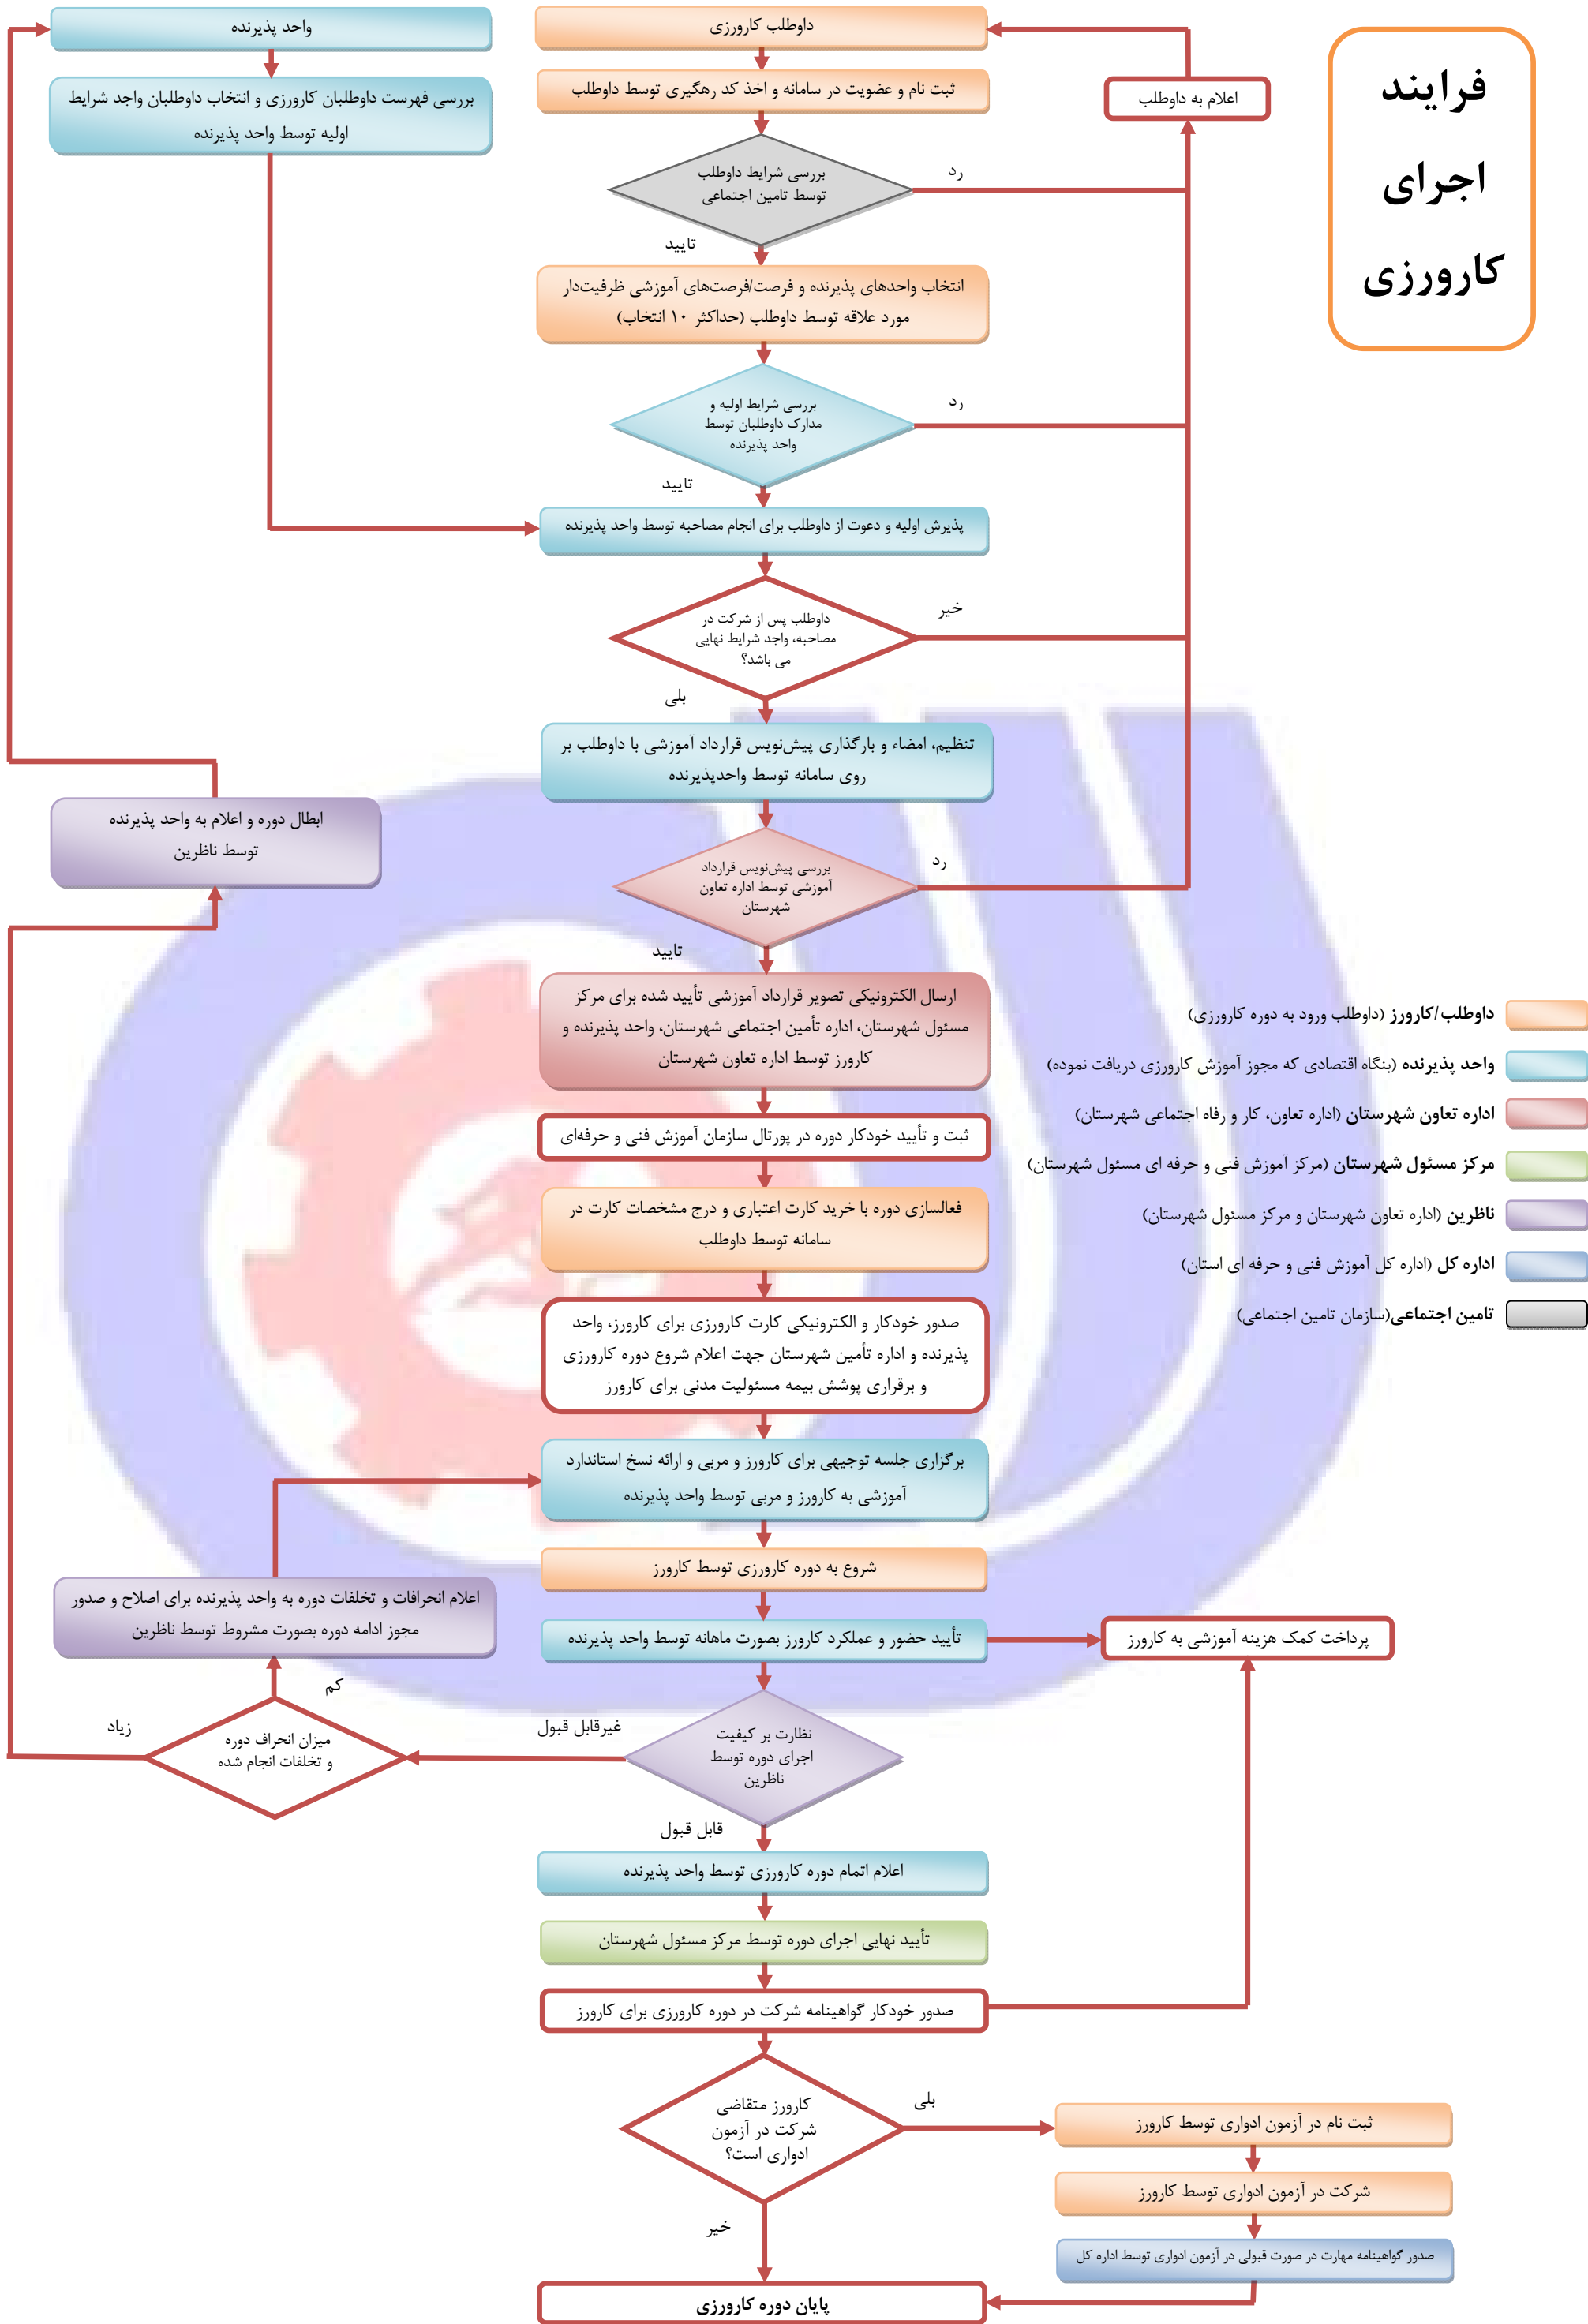 فرایند
اجرای
کارورزی
داوطلب کارورزی
ثبت نام و عضویت در سامانه و اخذ کد رهگیری توسط داوطلب
اعلام به داوطلب
واحد پذیرنده
بررسی فهرست داوطلبان کارورزی و انتخاب داوطلبان واجد شرایط
اولیه توسط واحد پذیرنده
بررسی شرایط داوطلب
توسط تامین اجتماعی
رد
تایید
انتخاب واحدهای پذیرنده و فرصت/فرصت‌های آموزشی ظرفیت‌دار
مورد علاقه توسط داوطلب (حداکثر ۱۰ انتخاب)
بررسی شرایط اولیه و
مدارک داوطلبان توسط
واحد پذیرنده
رد
تایید
پذیرش اولیه و دعوت از داوطلب برای انجام مصاحبه توسط واحد پذیرنده
داوطلب پس از شرکت در
مصاحبه، واجد شرایط نهایی
می باشد؟
خیر
بلی
تنظیم، امضاء و بارگذاری پیش‌نویس قرارداد آموزشی با داوطلب بر
روی سامانه توسط واحدپذیرنده
ابطال دوره و اعلام به واحد پذیرنده
توسط ناظرین
بررسی پیش‌نویس قرارداد
آموزشی توسط اداره تعاون
شهرستان
رد
تایید
ارسال الکترونیکی تصویر قرارداد آموزشی تأیید شده برای مرکز
مسئول شهرستان، اداره تأمین اجتماعی شهرستان، واحد پذیرنده و
کارورز توسط اداره تعاون شهرستان
ثبت و تأیید خودکار دوره در پورتال سازمان آموزش فنی و حرفه‌ای
فعالسازی دوره با خرید کارت اعتباری و درج مشخصات کارت در
سامانه توسط داوطلب
صدور خودکار و الکترونیکی کارت کارورزی برای کارورز، واحد
پذیرنده و اداره تأمین شهرستان جهت اعلام شروع دوره کارورزی
و برقراری پوشش بیمه مسئولیت مدنی برای کارورز
داوطلب/کارورز (داوطلب ورود به دوره کارورزی)
واحد پذیرنده (بنگاه اقتصادی که مجوز آموزش کارورزی دریافت نموده)
اداره تعاون شهرستان (اداره تعاون، کار و رفاه اجتماعی شهرستان)
مرکز مسئول شهرستان (مرکز آموزش فنی و حرفه ای مسئول شهرستان)
ناظرین (اداره تعاون شهرستان و مرکز مسئول شهرستان)
اداره کل (اداره کل آموزش فنی و حرفه ای استان)
تامین اجتماعی(سازمان تامین اجتماعی)
برگزاری جلسه توجیهی برای کارورز و مربی و ارائه نسخ استاندارد
آموزشی به کارورز و مربی توسط واحد پذیرنده
شروع به دوره کارورزی توسط کارورز
اعلام انحرافات و تخلفات دوره به واحد پذیرنده برای اصلاح و صدور
مجوز ادامه دوره بصورت مشروط توسط ناظرین
تأیید حضور و عملکرد کارورز بصورت ماهانه توسط واحد پذیرنده
پرداخت کمک هزینه آموزشی به کارورز
نظارت بر کیفیت
اجرای دوره توسط
ناظرین
غیرقابل قبول
کم
میزان انحراف دوره
و تخلفات انجام شده
زیاد
قابل قبول
اعلام اتمام دوره کارورزی توسط واحد پذیرنده
تأیید نهایی اجرای دوره توسط مرکز مسئول شهرستان
صدور خودکار گواهینامه شرکت در دوره کارورزی برای کارورز
کارورز متقاضی
شرکت در آزمون
ادواری است؟
بلی
ثبت نام در آزمون ادواری توسط کارورز
شرکت در آزمون ادواری توسط کارورز
صدور گواهینامه مهارت در صورت قبولی در آزمون ادواری توسط اداره کل
خیر
پایان دوره کارورزی